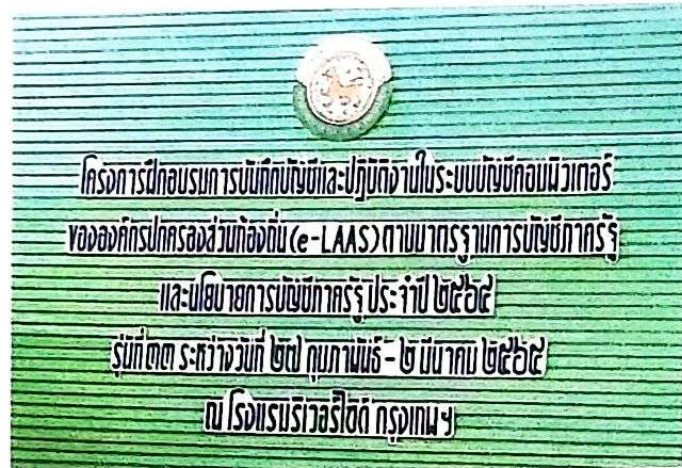 โครงการฝึกอบรมการบันทึกบัญชีและปฏิบัติงานในระบบบัญชีคอมพิวเตอร์
ขององค์กรปกครองส่วนท้องถิ่น (e-LAAS) ตามมาตรฐานการบัญชีภาครัฐ
และนโยบายการบัญชีภาครัฐ ประจำปี ๒๕๖๕
รุ่นที่ ๓๓ ระหว่างวันที่ ๒๗ กุมภาพันธ์ - ๒ มีนาคม ๒๕๖๕
ณ โรงแรมริเวอร์ไซด์ กรุงเทพฯ